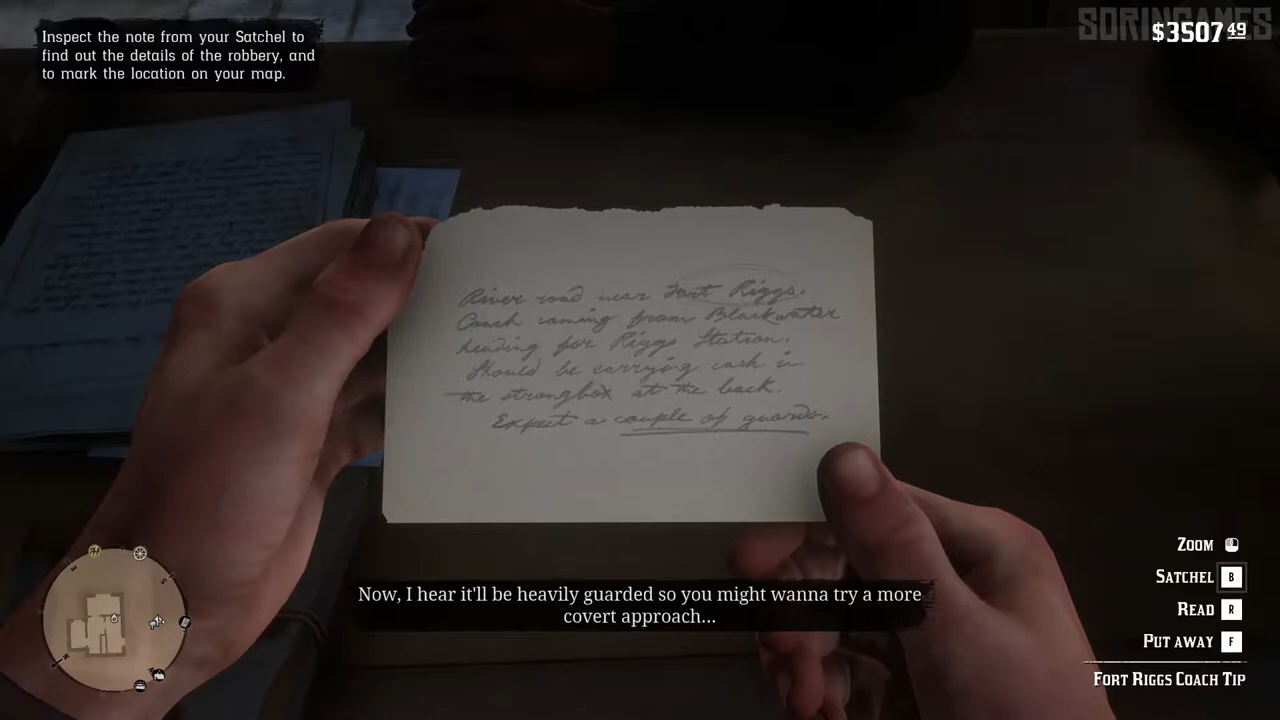 Inspect the note from your Satchel to
find out the details of the robbery, and
to mark the location on your map.
SORINGAMES
$3507 49
River road near Fort Riggs.
Coach coming from Blackwater
heading for Riggs Station.
Should be carrying cash in
the strongbox at the back.
Expect a couple of guards.
Now, I hear it'll be heavily guarded so you might wanna try a more
covert approach...
Zoom
Satchel B
Read R
Put away F
Fort Riggs Coach Tip